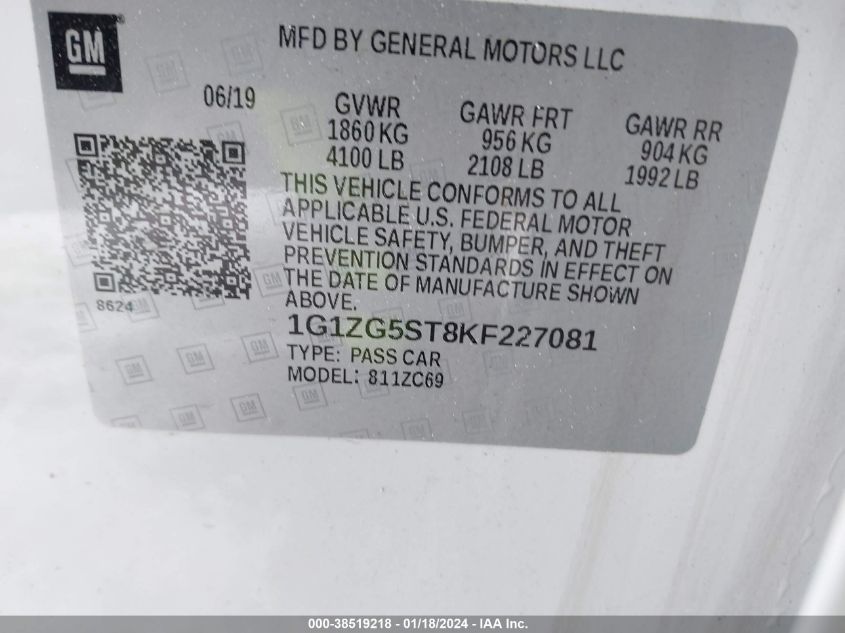 GM
MFD BY GENERAL MOTORS LLC
06/19
GVWR
1860 KG
4100 LB
GAWR FRT
956 KG
2108 LB
GAWR RR
904 KG
1992 LB
THIS VEHICLE CONFORMS TO ALL
APPLICABLE U.S. FEDERAL MOTOR
VEHICLE SAFETY, BUMPER, AND THEFT
PREVENTION STANDARDS IN EFFECT ON
THE DATE OF MANUFACTURE SHOWN
ABOVE.
8624
1G1ZG5ST8KF227081
TYPE: PASS CAR
MODEL: 811ZC69
000-38519218 - 01/18/2024 - IAA Inc.